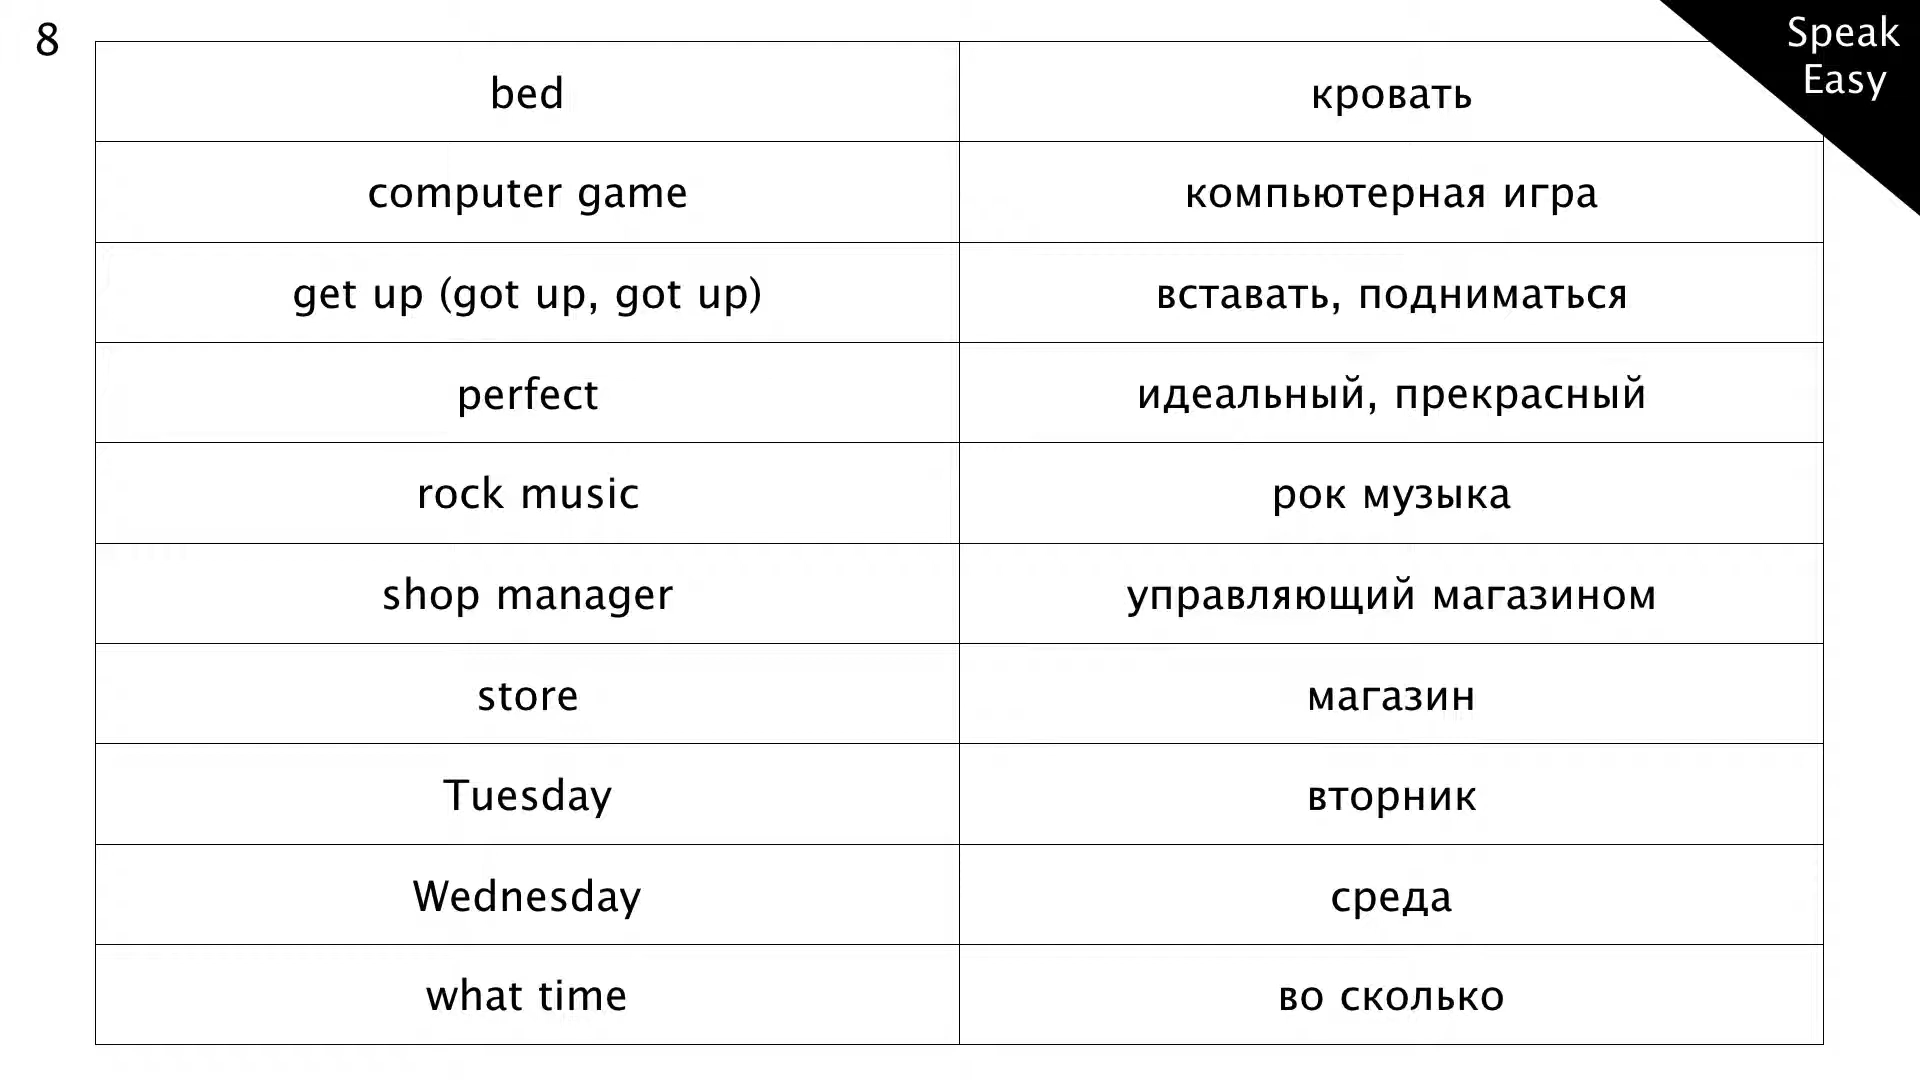 8
Speak
Easy
bed кровать
computer game компьютерная игра
get up (got up, got up) вставать, подниматься
perfect идеальный, прекрасный
rock music рок музыка
shop manager управляющий магазином
store магазин
Tuesday вторник
Wednesday среда
what time во сколько